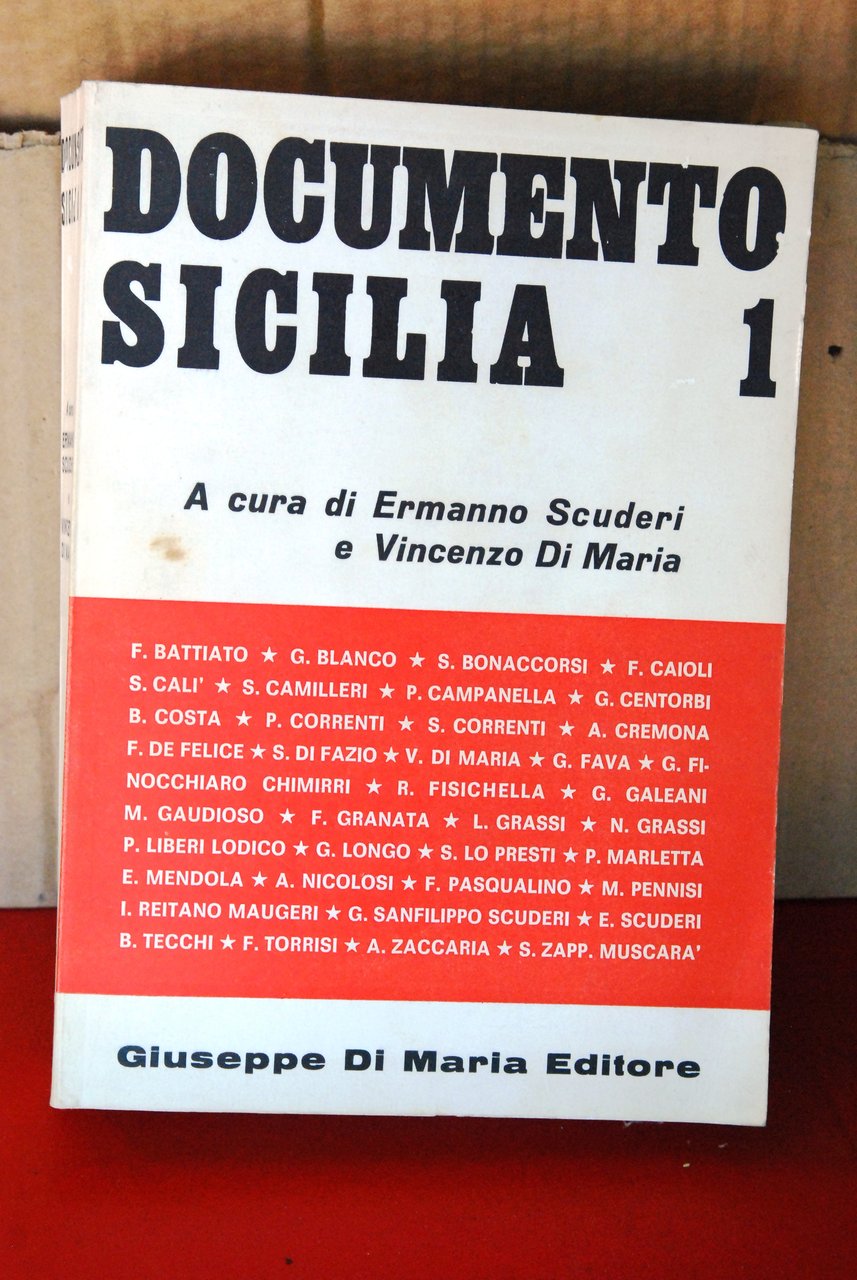 DOCUMENTO
SICILIA 1
A cura di Ermanno Scuderi
e Vincenzo Di Maria
F. BATTIATO ★ G. BLANCO ★ S. BONACCORSI ★ F. CAIOLI
S. CALI' ★ S. CAMILLERI ★ P. CAMPANELLA ★ G. CENTORBI
B. COSTA ★ P. CORRENTI ★ S. CORRENTI ★ A. CREMONA
F. DE FELICE ★ S. DI FAZIO ★ V. DI MARIA ★ G. FAVA ★ G. FI-
NOCCHIARO CHIMIRRI ★ R. FISICHELLA ★ G. GALEANI
M. GAUDIOSO ★ F. GRANATA ★ L. GRASSI ★ N. GRASSI
P. LIBERI LODICO ★ G. LONGO ★ S. LO PRESTI ★ P. MARLETTA
E. MENDOLA ★ A. NICOLOSI ★ F. PASQUALINO ★ M. PENNISI
I. REITANO MAUGERI ★ G. SANFILIPPO SCUDERI ★ E. SCUDERI
B. TECCHI ★ F. TORRISI ★ A. ZACCARIA ★ S. ZAPP. MUSCARA'
Giuseppe Di Maria Editore